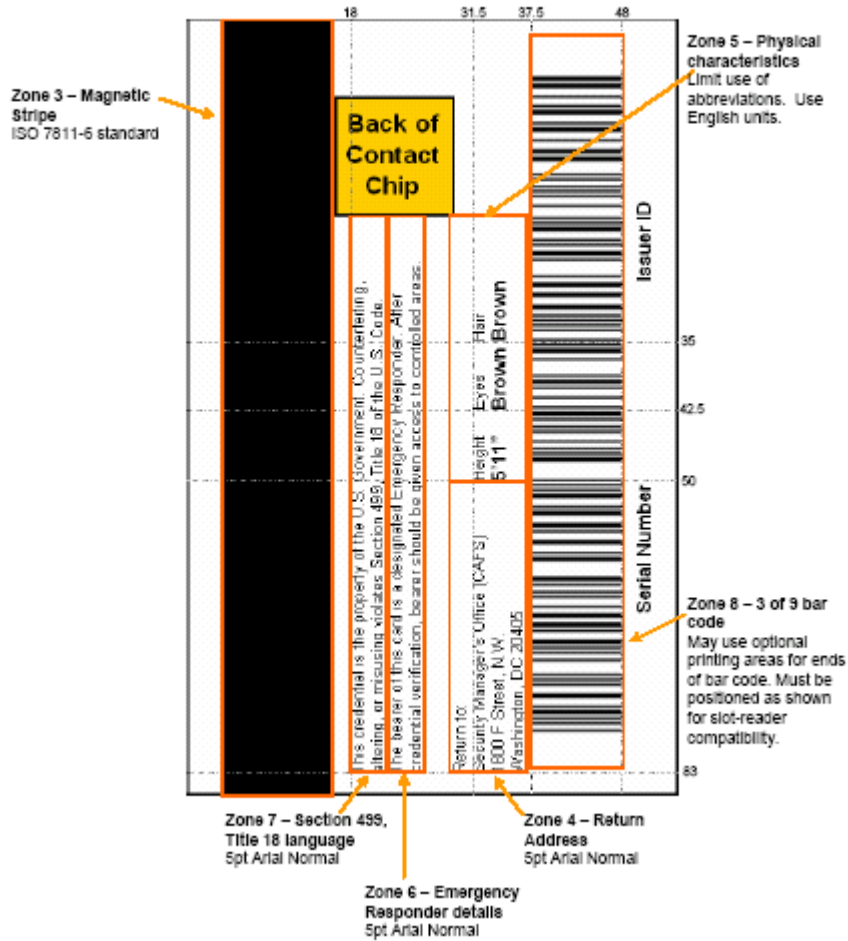 18 31.5 37.5 48
Zone 5 – Physical
characteristics
Limit use of
abbreviations. Use
English units.
Zone 3 – Magnetic
Stripe
ISO 7811-6 standard
Back of
Contact
Chip
Issuer ID
35
42.5
50
83
Serial Number
This credential is the property of the U.S. Government. Counterfeiting,
altering, or misusing violates Section 499, Title 18 of the U.S. Code.
The bearer of this card is a designated Emergency Responder. After
credential verification, bearer should be given access to controlled areas.
Height Eyes Hair
5'11" Brown Brown
Return to:
Security Manager's Office [CAFS]
1800 F Street, N.W.
Washington, DC 20405
Zone 8 – 3 of 9 bar
code
May use optional
printing areas for ends
of bar code. Must be
positioned as shown
for slot-reader
compatibility.
Zone 7 – Section 499,
Title 18 language
5pt Arial Normal
Zone 4 – Return
Address
5pt Arial Normal
Zone 6 – Emergency
Responder details
5pt Arial Normal